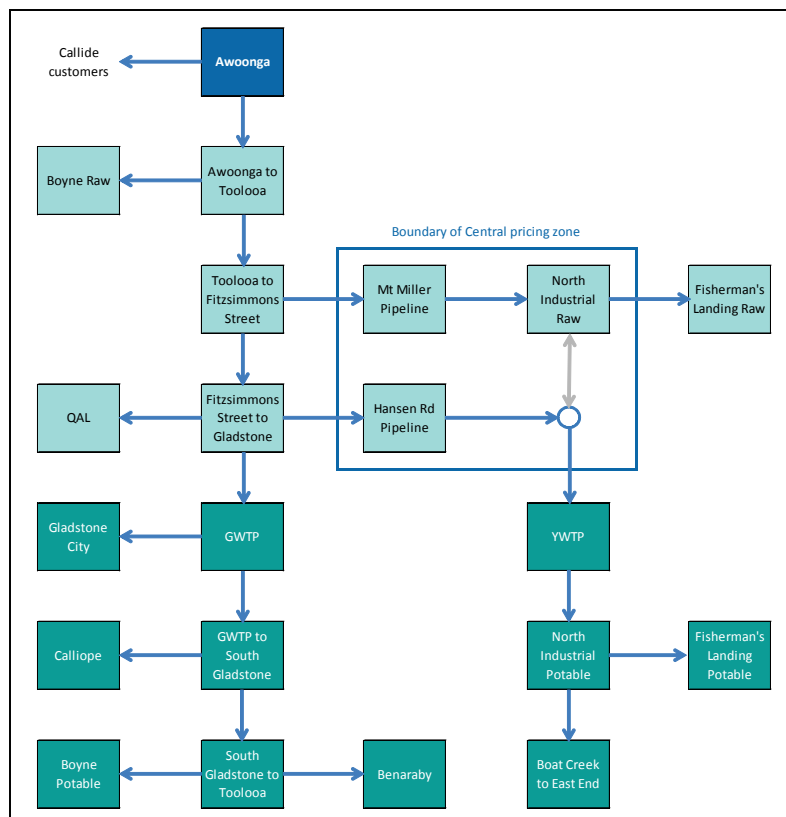 Callide
customers
Awoonga
Boyne Raw
Awoonga to
Toolooa
Boundary of Central pricing zone
Toolooa to
Fitzsimmons
Street
Mt Miller
Pipeline
North
Industrial
Raw
Fisherman's
Landing Raw
QAL
Fitzsimmons
Street to
Gladstone
Hansen Rd
Pipeline
Gladstone
City
GWTP
YWTP
Calliope
GWTP to
South
Gladstone
North
Industrial
Potable
Fisherman's
Landing
Potable
Boyne
Potable
South
Gladstone to
Toolooa
Benaraby
Boat Creek
to East End